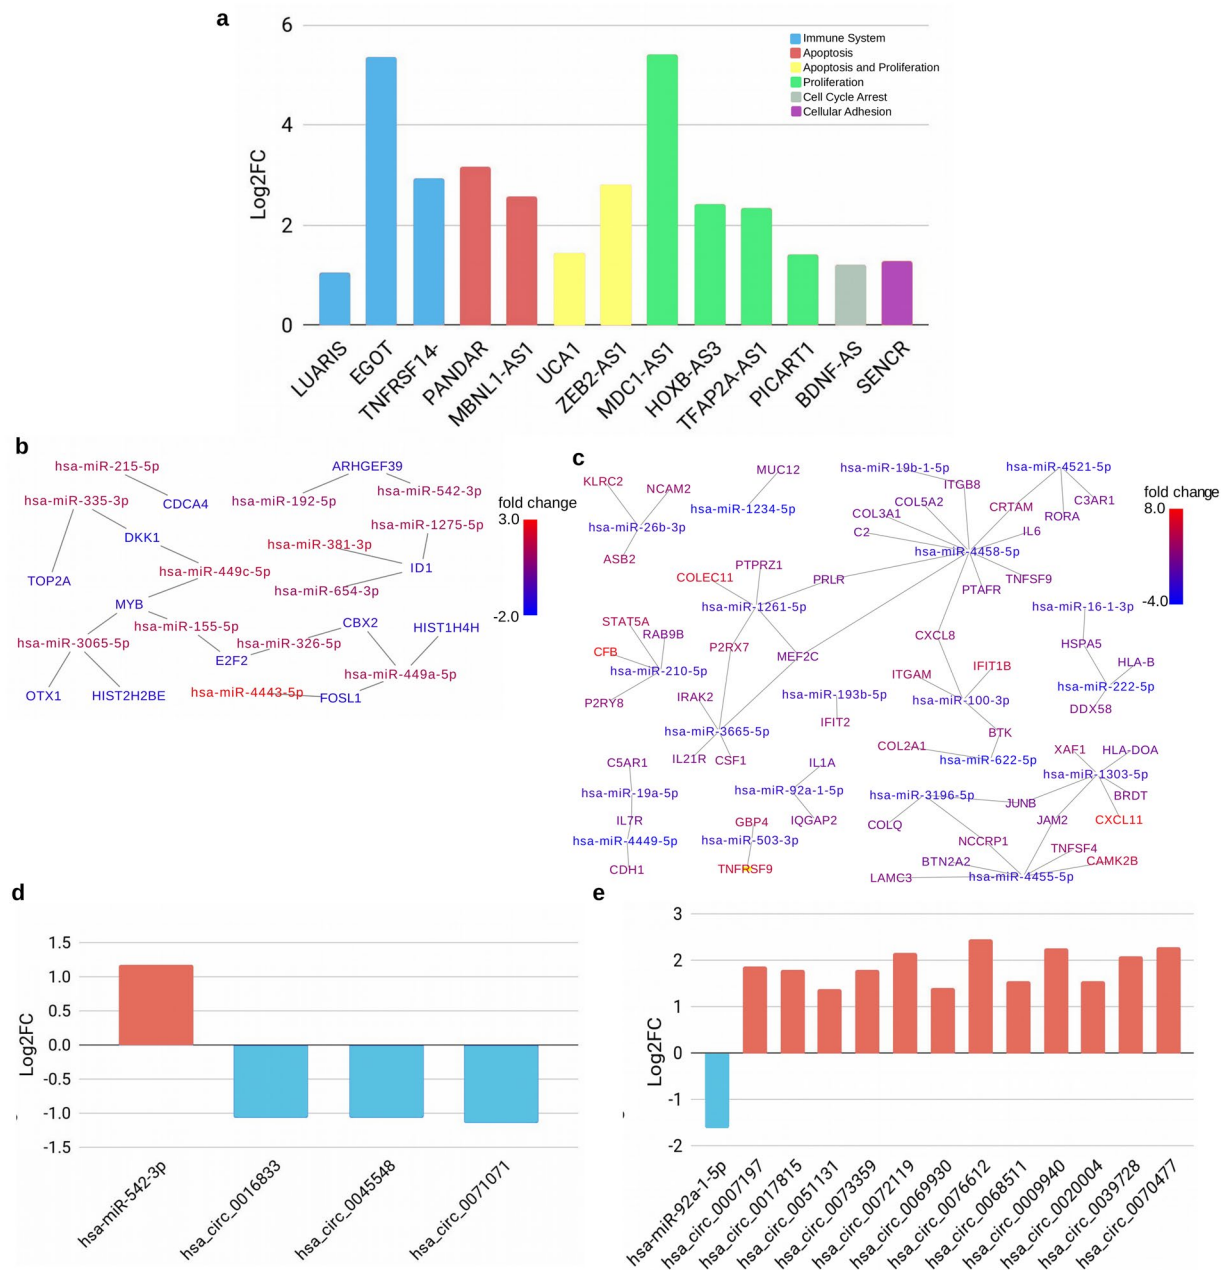 a
6
4
2
0
Log2FC
Immune System
Apoptosis
Apoptosis and Proliferation
Proliferation
Cell Cycle Arrest
Cellular Adhesion
LUARIS
EGOT
TNFRSF14-
PANDAR
MBNL1-AS1
UCA1
ZEB2-AS1
MDC1-AS1
HOXB-AS3
TFAP2A-AS1
PICART1
BDNF-AS
SENCR
b
hsa-miR-215-5p
ARHGEF39
hsa-miR-335-3p
CDCA4
hsa-miR-192-5p
hsa-miR-542-3p
fold change
3.0
-2.0
DKK1
hsa-miR-1275-5p
hsa-miR-381-3p
TOP2A
hsa-miR-449c-5p
ID1
hsa-miR-654-3p
MYB
hsa-miR-155-5p
CBX2
HIST1H4H
hsa-miR-3065-5p
hsa-miR-326-5p
E2F2
hsa-miR-449a-5p
OTX1
HIST2H2BE
hsa-miR-4443-5p
FOSL1
c
KLRC2
NCAM2
MUC12
hsa-miR-19b-1-5p
hsa-miR-4521-5p
hsa-miR-26b-3p
hsa-miR-1234-5p
ITGB8
COL5A2
COL3A1
CRTAM
C3AR1
RORA
fold change
8.0
-4.0
C2
IL6
ASB2
hsa-miR-4458-5p
COLEC11
PTPRZ1
PRLR
PTAFR
TNFSF9
hsa-miR-1261-5p
hsa-miR-16-1-3p
STAT5A
RAB9B
CFB
P2RX7
MEF2C
CXCL8
HSPA5
hsa-miR-210-5p
ITGAM
IFIT1B
HLA-B
P2RY8
IRAK2
hsa-miR-193b-5p
hsa-miR-100-3p
hsa-miR-222-5p
DDX58
IFIT2
hsa-miR-3665-5p
BTK
COL2A1
XAF1
HLA-DOA
C5AR1
IL21R
CSF1
IL1A
hsa-miR-622-5p
hsa-miR-1303-5p
hsa-miR-19a-5p
hsa-miR-92a-1-5p
hsa-miR-3196-5p
JUNB
BRDT
IL7R
GBP4
IQGAP2
COLQ
JAM2
CXCL11
hsa-miR-4449-5p
hsa-miR-503-3p
NCCRP1
TNFSF4
CDH1
TNFRSF9
BTN2A2
CAMK2B
LAMC3
hsa-miR-4455-5p
d
1.5
1.0
0.5
0.0
-0.5
-1.0
-1.5
Log2FC
hsa-miR-542-3p
hsa_circ_0016833
hsa_circ_0045548
hsa_circ_0071071
e
3
2
1
0
-1
-2
Log2FC
hsa-miR-92a-1-5p
hsa_circ_0007197
hsa_circ_0017815
hsa_circ_0051131
hsa_circ_0073359
hsa_circ_0072119
hsa_circ_0069930
hsa_circ_0076612
hsa_circ_0068511
hsa_circ_0009940
hsa_circ_0020004
hsa_circ_0039728
hsa_circ_0070477